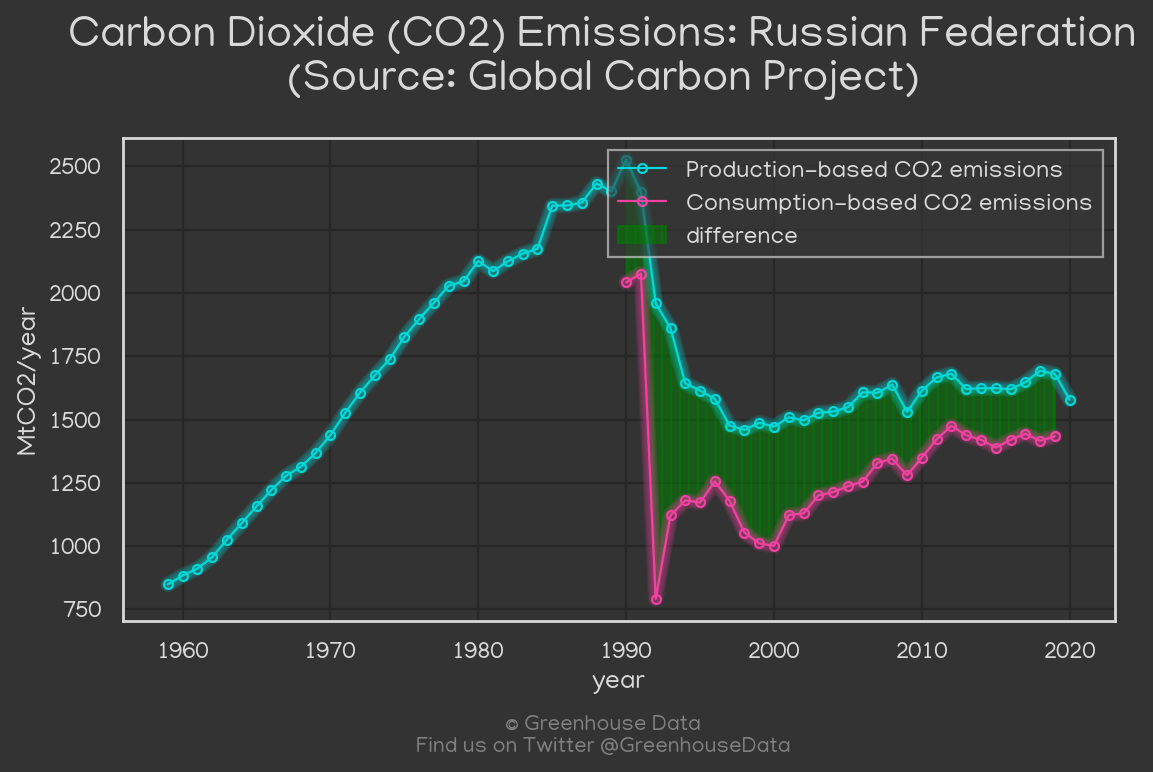 Carbon Dioxide (CO2) Emissions: Russian Federation
(Source: Global Carbon Project)
2500
2250
2000
1750
1500
1250
1000
750
MtCO2/year
Production-based CO2 emissions
Consumption-based CO2 emissions
difference
1960 1970 1980 1990 2000 2010 2020
year
© Greenhouse Data
Find us on Twitter @GreenhouseData